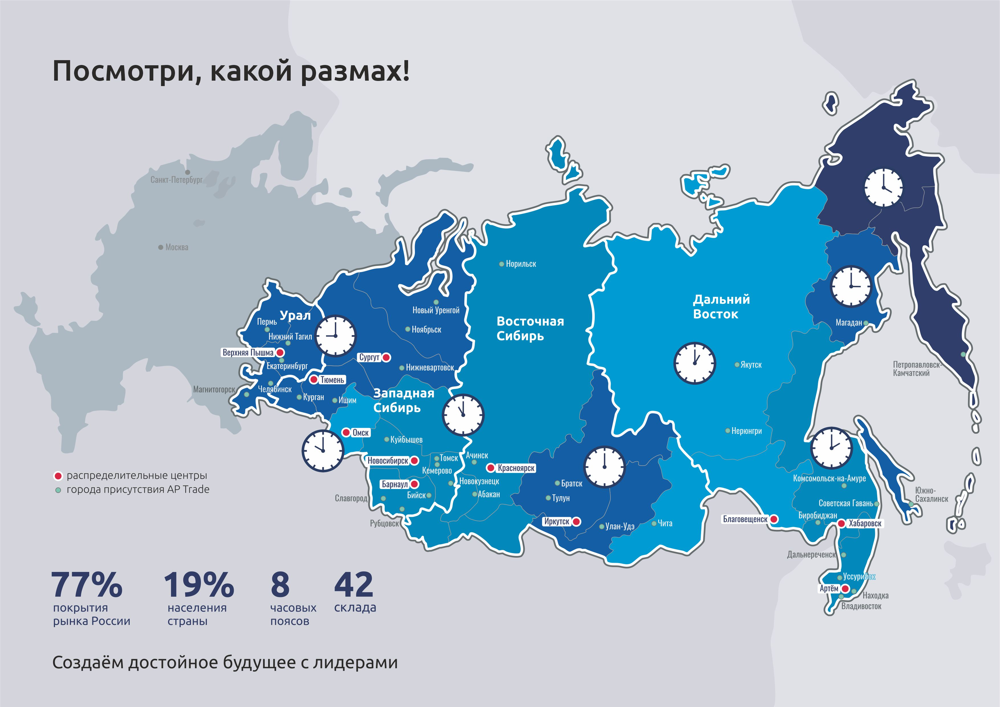 Посмотри, какой размах!
Санкт-Петербург
Москва
Норильск
Урал
Пермь
Нижний Тагил
Верхняя Пышма
Екатеринбург
Магнитогорск
Челябинск
Курган
Тюмень
Ишим
Новый Уренгой
Ноябрьск
Сургут
Нижневартовск
Западная
Сибирь
Омск
Куйбышев
Новосибирск
Томск
Кемерово
Барнаул
Новокузнецк
Бийск
Славгород
Рубцовск
Восточная
Сибирь
Ачинск
Красноярск
Абакан
Братск
Тулун
Иркутск
Улан-Удэ
Чита
Дальний
Восток
Якутск
Нерюнгри
Магадан
Петропавловск-
Камчатский
Комсомольск-на-Амуре
Советская Гавань
Южно-
Сахалинск
Биробиджан
Благовещенск
Хабаровск
Дальнереченск
Уссурийск
Артём
Находка
Владивосток
распределительные центры
города присутствия AP Trade
77%
покрытия
рынка России
19%
населения
страны
8
часовых
поясов
42
склада
Создаём достойное будущее с лидерами